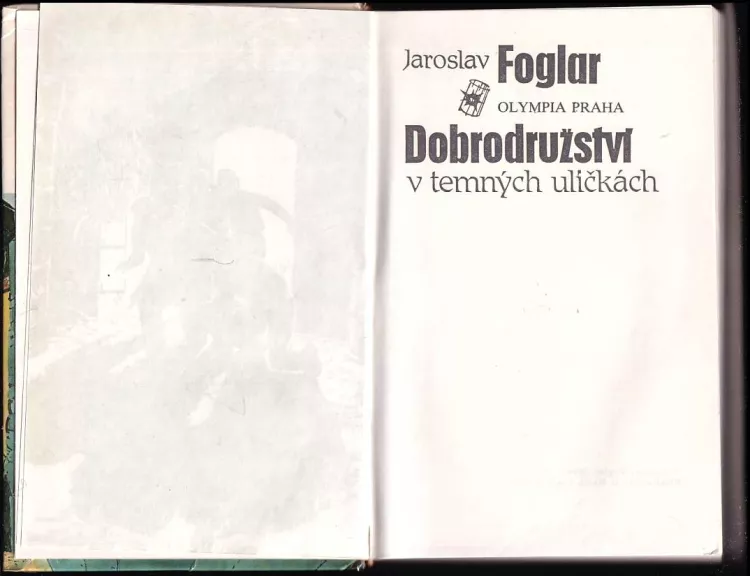 Jaroslav Foglar
OLYMPIA PRAHA
Dobrodružství
v temných uličkách